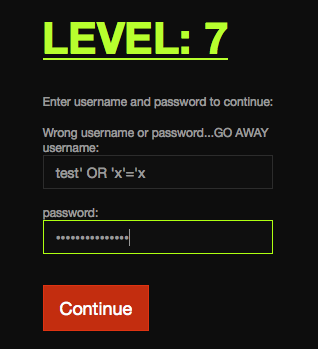 LEVEL: 7
Enter username and password to continue:
Wrong username or password...GO AWAY
username:
test' OR 'x'='x
password:
•••••••••••••••
Continue